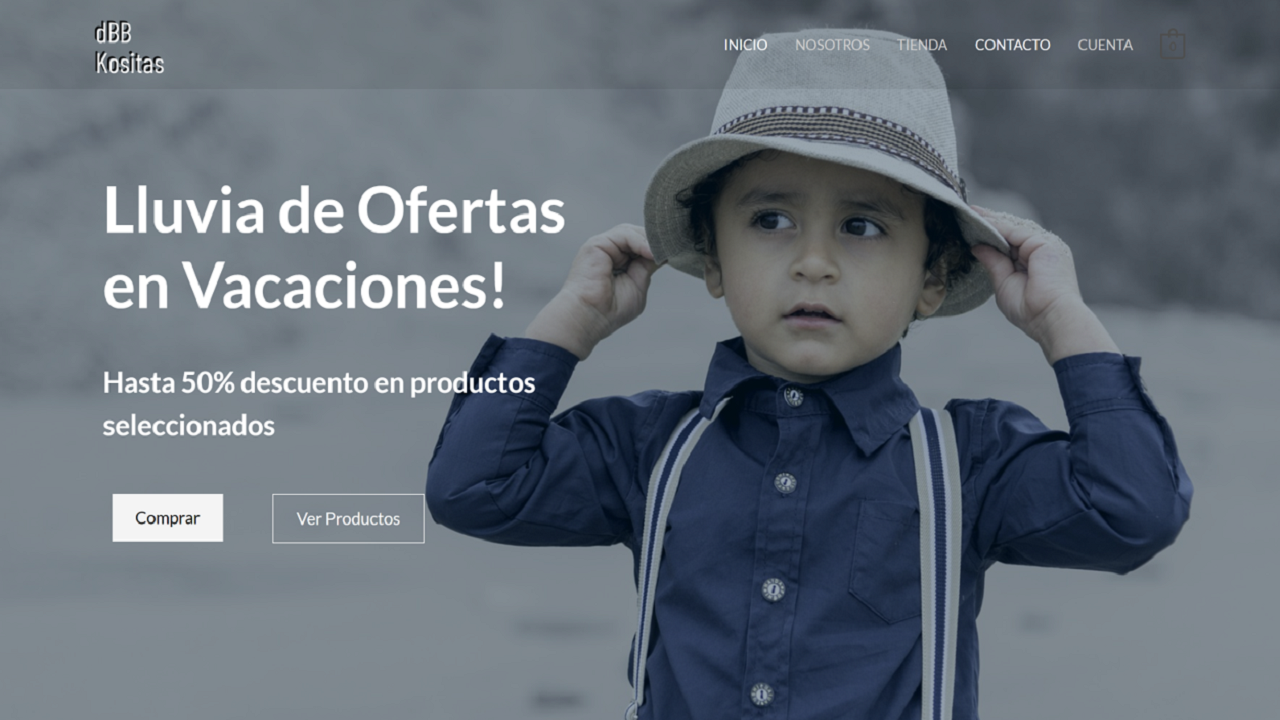 dBB
Kositas
INICIO NOSOTROS TIENDA CONTACTO CUENTA 0
Lluvia de Ofertas
en Vacaciones!
Hasta 50% descuento en productos
seleccionados
Comprar Ver Productos